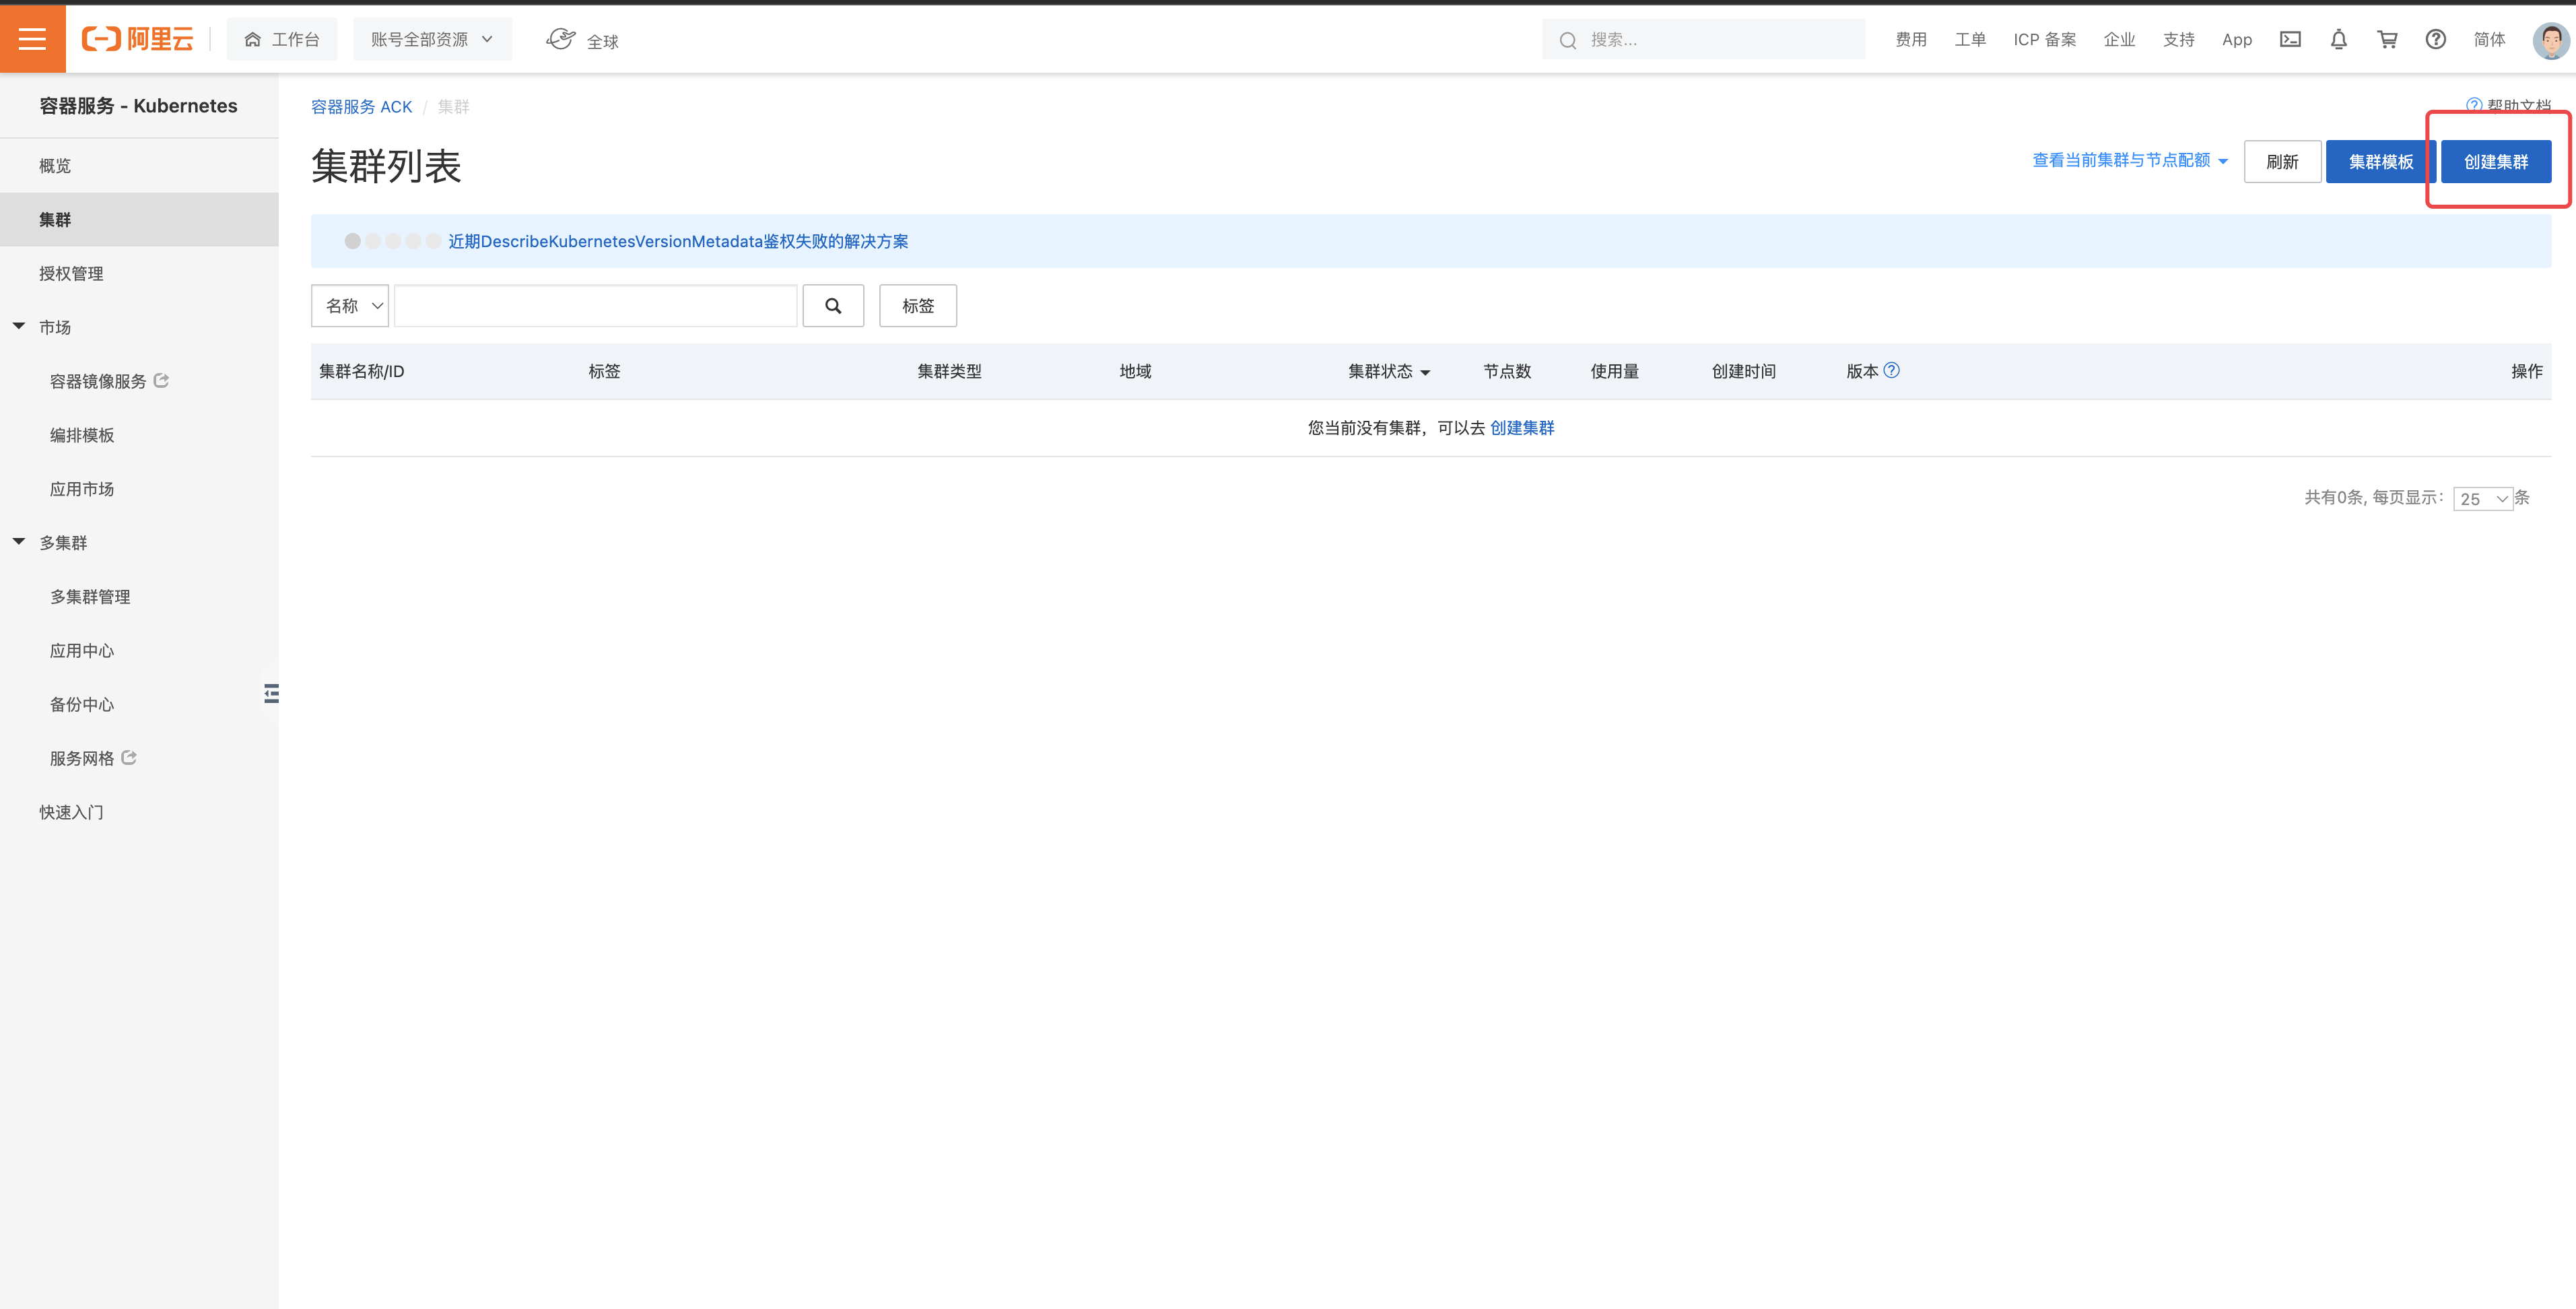 阿里云
工作台
账号全部资源
全球
搜索...
费用
工单
ICP 备案
企业
支持
App
简体
容器服务 - Kubernetes
概览
集群
授权管理
市场
容器镜像服务
编排模板
应用市场
多集群
多集群管理
应用中心
备份中心
服务网格
快速入门
容器服务 ACK / 集群
帮助文档
集群列表
查看当前集群与节点配额
刷新
集群模板
创建集群
近期DescribeKubernetesVersionMetadata鉴权失败的解决方案
名称
标签
集群名称/ID 标签 集群类型 地域 集群状态 节点数 使用量 创建时间 版本 操作
您当前没有集群，可以去 创建集群
共有0条, 每页显示： 25 条